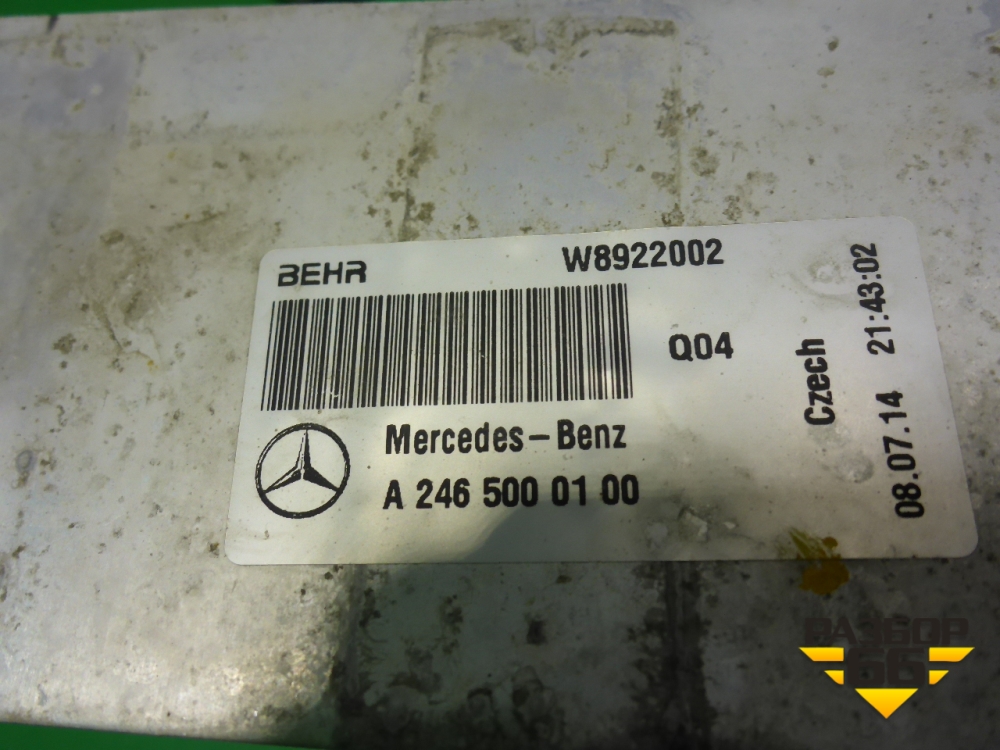 BEHR
W8922002
Q04
Czech
08.07.14 21:43:02
Mercedes-Benz
A 246 500 01 00
РАЗБОР
66